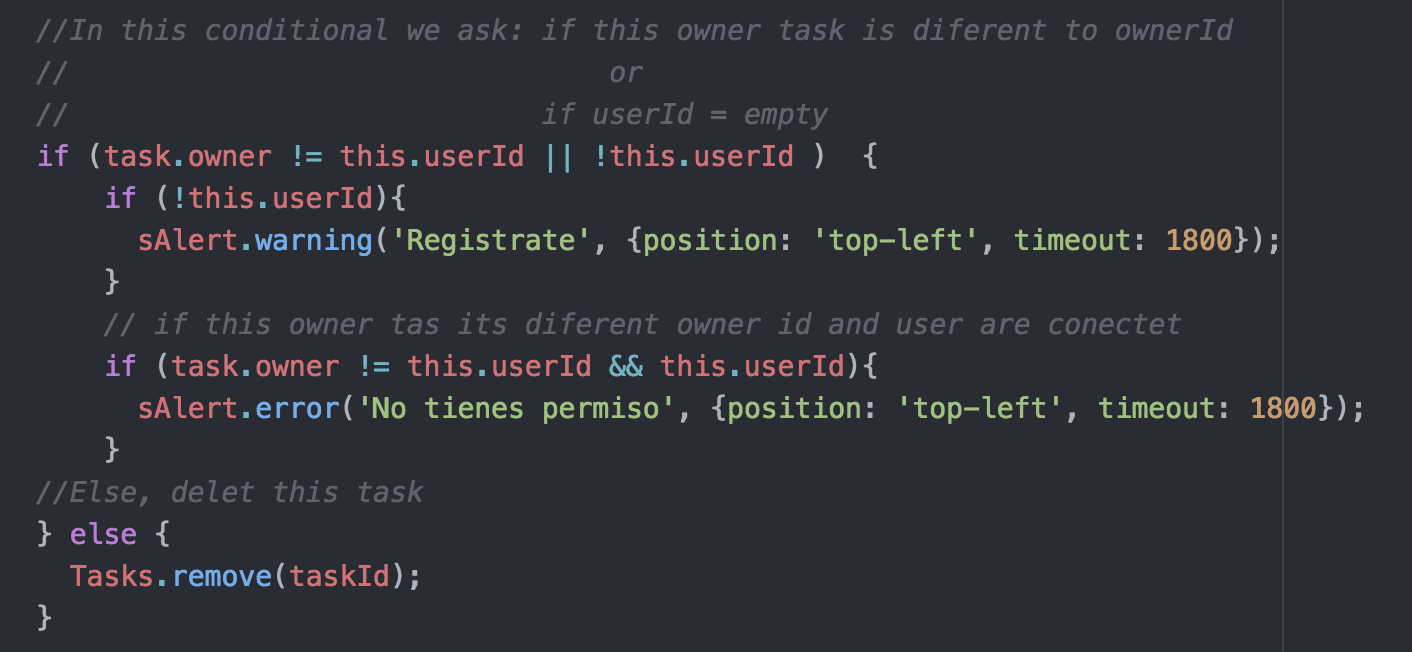 //In this conditional we ask: if this owner task is diferent to ownerId
//                                or
//                            if userId = empty
if (task.owner != this.userId || !this.userId )  {
    if (!this.userId){
      sAlert.warning('Registrate', {position: 'top-left', timeout: 1800});
    }
    // if this owner tas its diferent owner id and user are conectet
    if (task.owner != this.userId && this.userId){
      sAlert.error('No tienes permiso', {position: 'top-left', timeout: 1800});
    }
//Else, delet this task
} else {
  Tasks.remove(taskId);
}